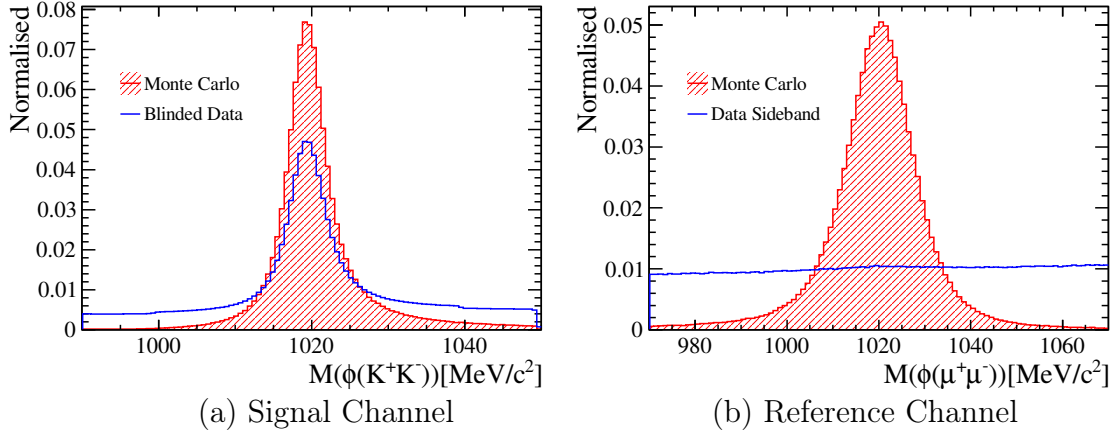 Normalised
0.08
0.07
0.06
0.05
0.04
0.03
0.02
0.01
0
Monte Carlo
Blinded Data
1000
1020
1040
M(ϕ(K⁺K⁻))[MeV/c²]
(a) Signal Channel
Normalised
0.05
0.04
0.03
0.02
0.01
0
Monte Carlo
Data Sideband
980
1000
1020
1040
1060
M(ϕ(μ⁺μ⁻))[MeV/c²]
(b) Reference Channel